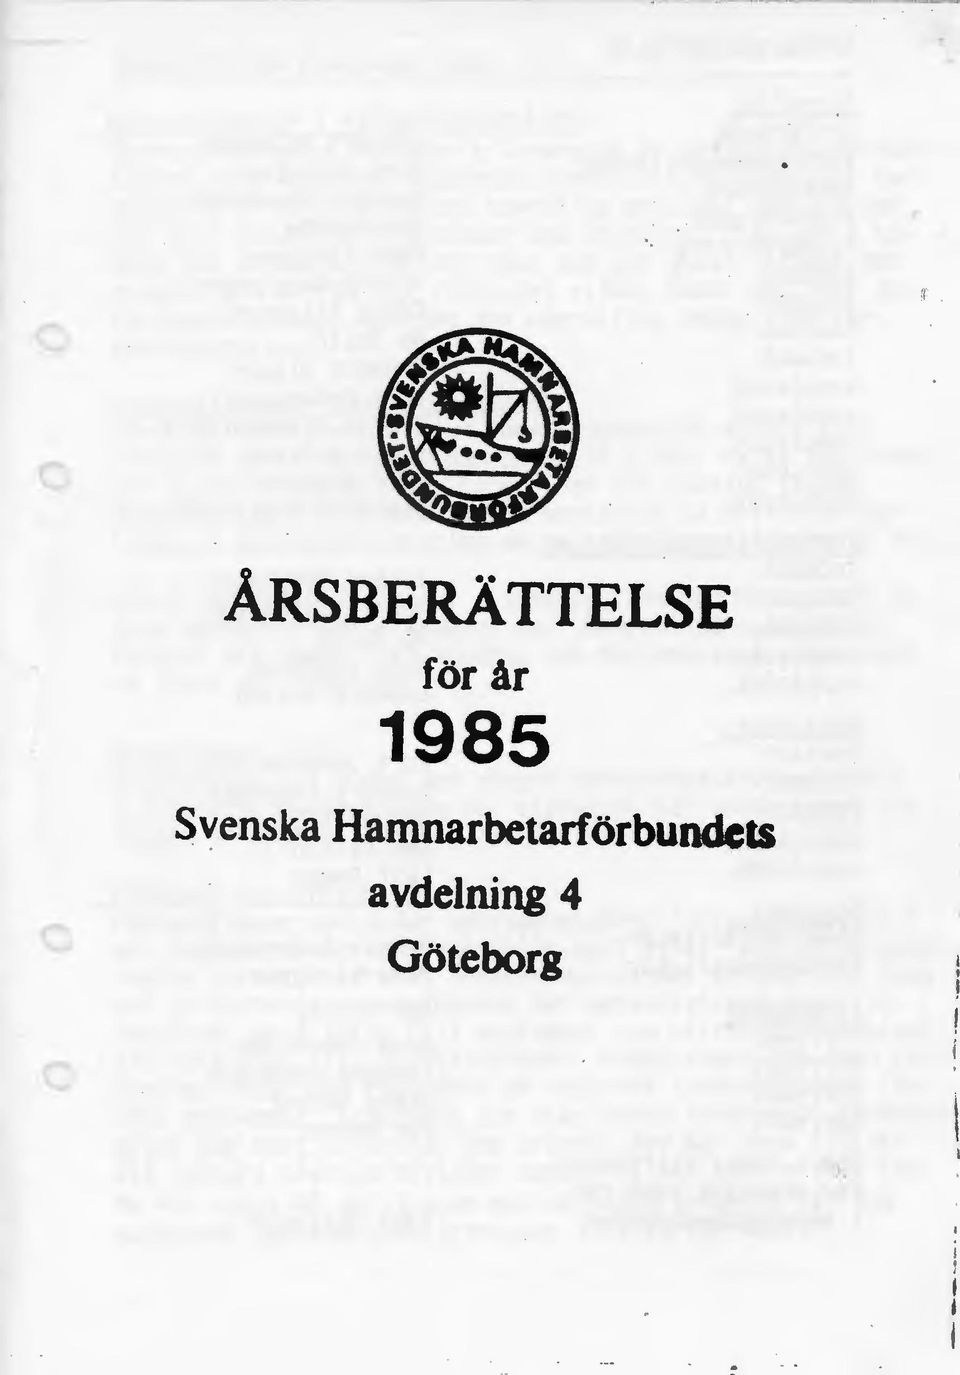 SVENSKA HAMNARBETARFÖRBUNDET
ÅRSBERÄTTELSE
för år
1985
Svenska Hamnarbetarförbundets
avdelning 4
Göteborg